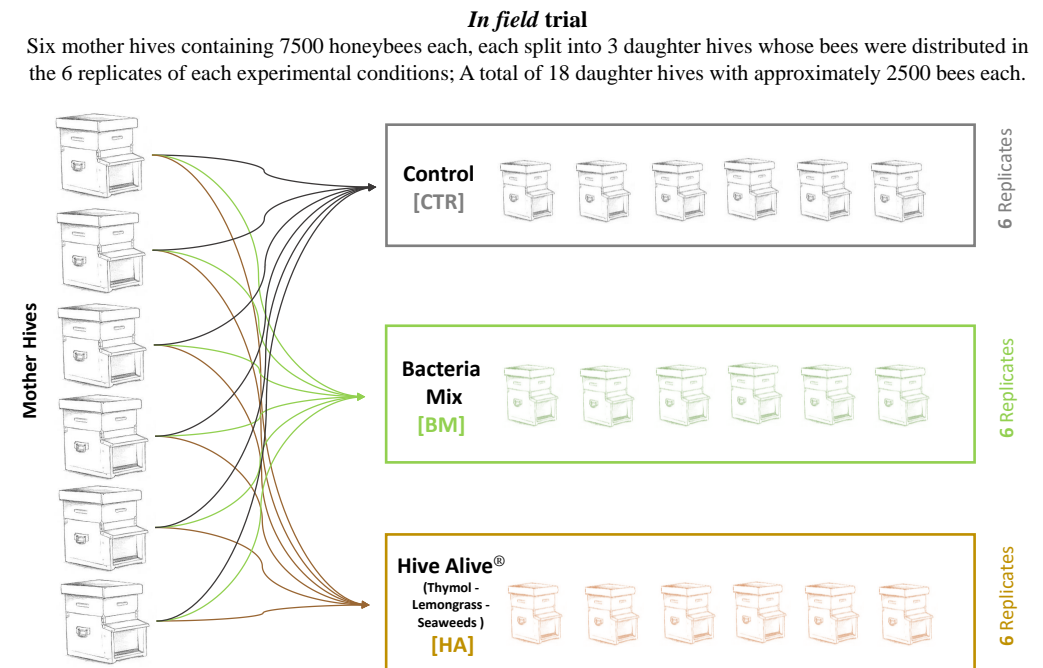 In field trial
Six mother hives containing 7500 honeybees each, each split into 3 daughter hives whose bees were distributed in
the 6 replicates of each experimental conditions; A total of 18 daughter hives with approximately 2500 bees each.
Mother Hives
Control
[CTR]
6 Replicates
Bacteria
Mix
[BM]
6 Replicates
Hive Alive®
(Thymol -
Lemongrass -
Seaweeds )
[HA]
6 Replicates